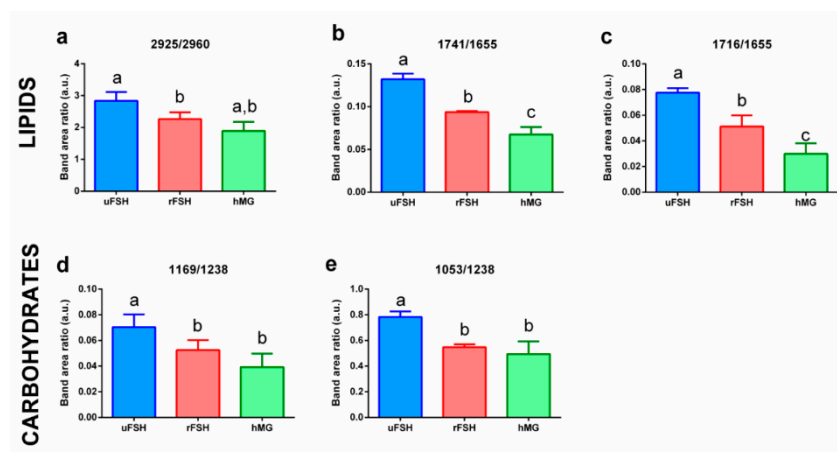 LIPIDS
a
2925/2960
Band area ratio (a.u.)
4
3
2
1
0
a
b
a,b
uFSH
rFSH
hMG
b
1741/1655
Band area ratio (a.u.)
0.15
0.10
0.05
0.00
a
b
c
uFSH
rFSH
hMG
c
1716/1655
Band area ratio (a.u.)
0.10
0.08
0.06
0.04
0.02
0.00
a
b
c
uFSH
rFSH
hMG
CARBOHYDRATES
d
1169/1238
Band area ratio (a.u.)
0.10
0.08
0.06
0.04
0.02
0.00
a
b
b
uFSH
rFSH
hMG
e
1053/1238
Band area ratio (a.u.)
1.0
0.8
0.6
0.4
0.2
0.0
a
b
b
uFSH
rFSH
hMG